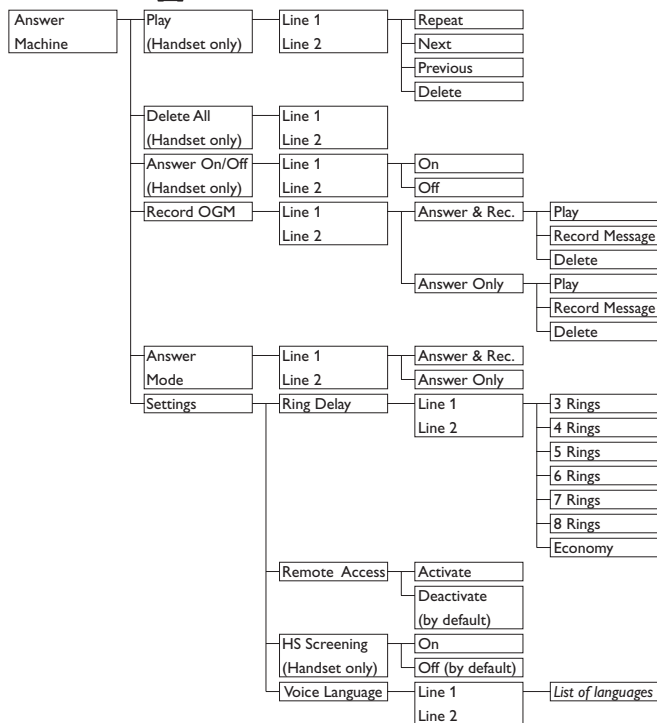 Answer
Machine
Play
(Handset only)
Line 1
Line 2
Repeat
Next
Previous
Delete
Delete All
(Handset only)
Line 1
Line 2
Answer On/Off
(Handset only)
Line 1
Line 2
On
Off
Record OGM
Line 1
Line 2
Answer & Rec.
Play
Record Message
Delete
Answer Only
Play
Record Message
Delete
Answer
Mode
Line 1
Line 2
Answer & Rec.
Answer Only
Settings
Ring Delay
Line 1
Line 2
3 Rings
4 Rings
5 Rings
6 Rings
7 Rings
8 Rings
Economy
Remote Access
Activate
Deactivate
(by default)
HS Screening
(Handset only)
On
Off (by default)
Voice Language
Line 1
Line 2
List of languages